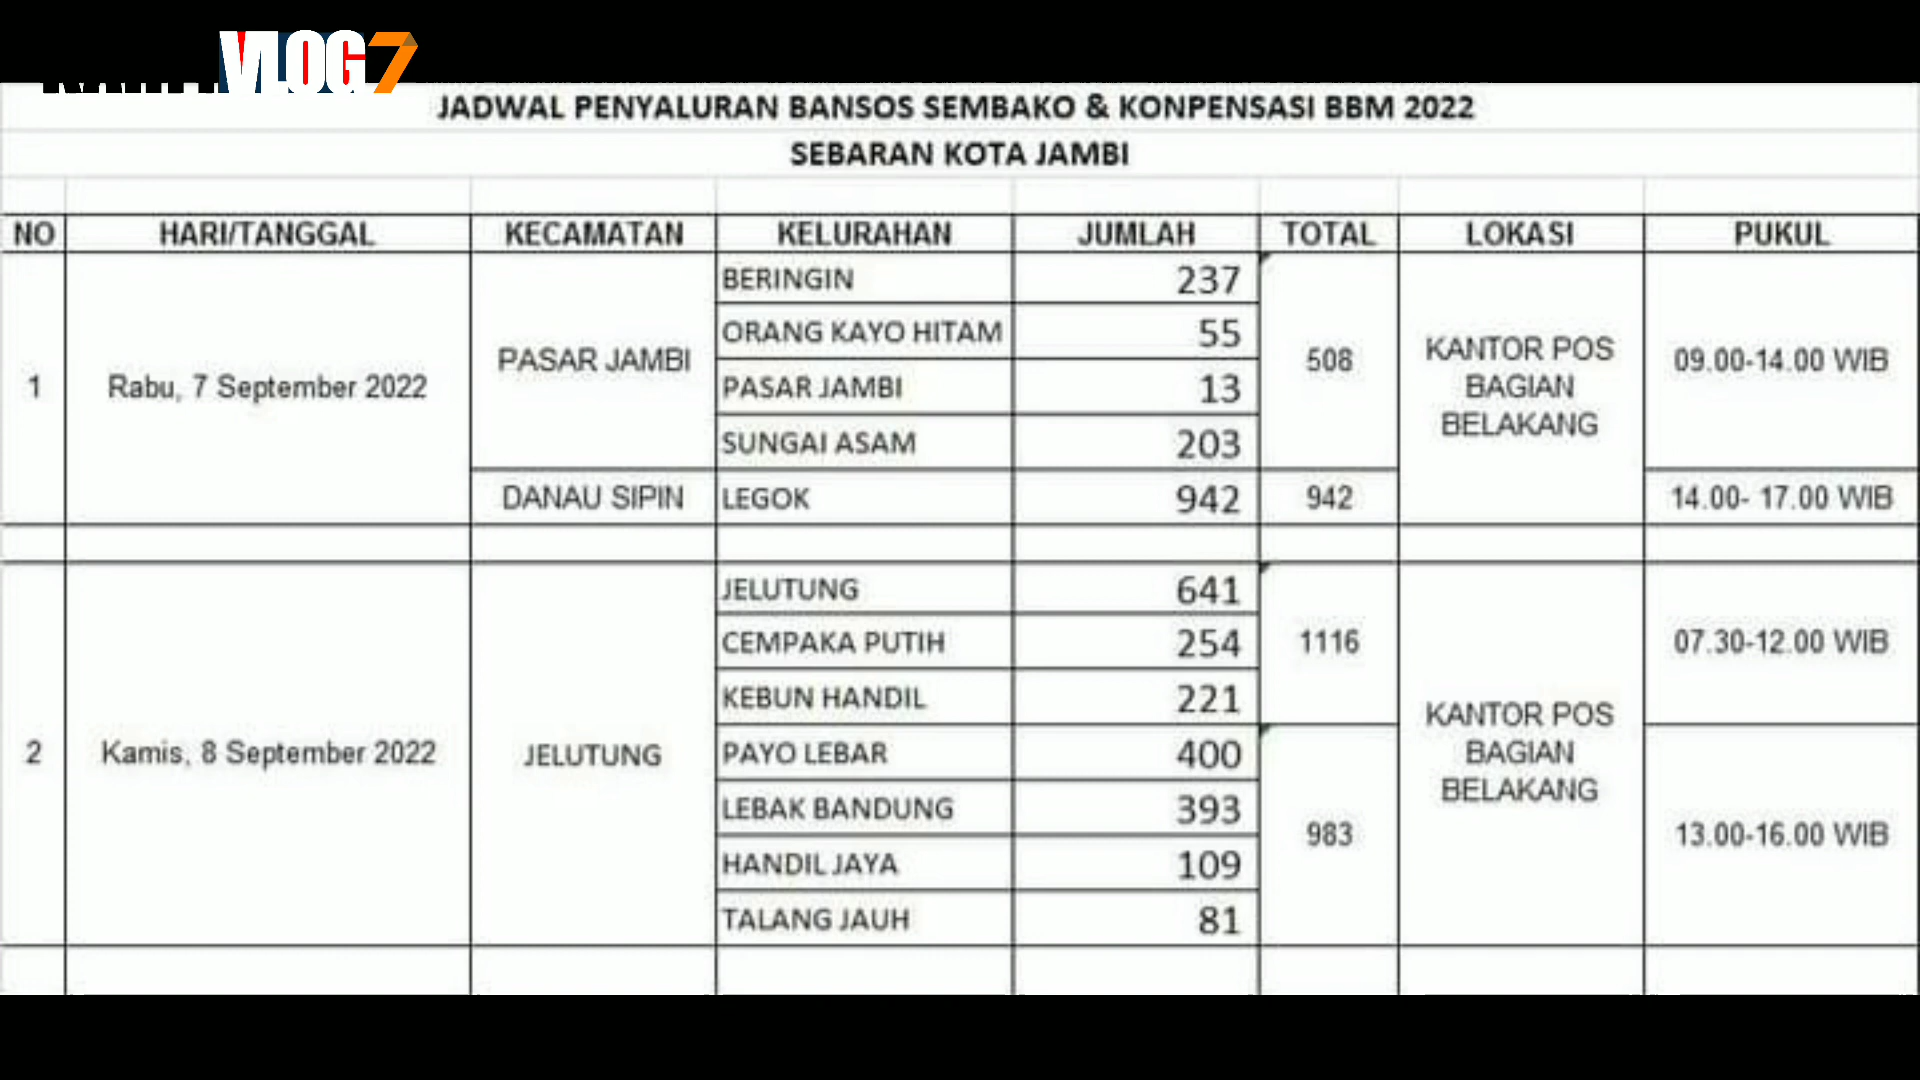 VLOG7
JADWAL PENYALURAN BANSOS SEMBAKO & KONPENSASI BBM 2022
SEBARAN KOTA JAMBI
NO HARI/TANGGAL KECAMATAN KELURAHAN JUMLAH TOTAL LOKASI PUKUL
1 Rabu, 7 September 2022 PASAR JAMBI BERINGIN 237 508 KANTOR POS BAGIAN BELAKANG 09.00-14.00 WIB
ORANG KAYO HITAM 55
PASAR JAMBI 13
SUNGAI ASAM 203
DANAU SIPIN LEGOK 942 942 14.00- 17.00 WIB
2 Kamis, 8 September 2022 JELUTUNG JELUTUNG 641 1116 KANTOR POS BAGIAN BELAKANG 07.30-12.00 WIB
CEMPAKA PUTIH 254
KEBUN HANDIL 221
PAYO LEBAR 400 983 13.00-16.00 WIB
LEBAK BANDUNG 393
HANDIL JAYA 109
TALANG JAUH 81